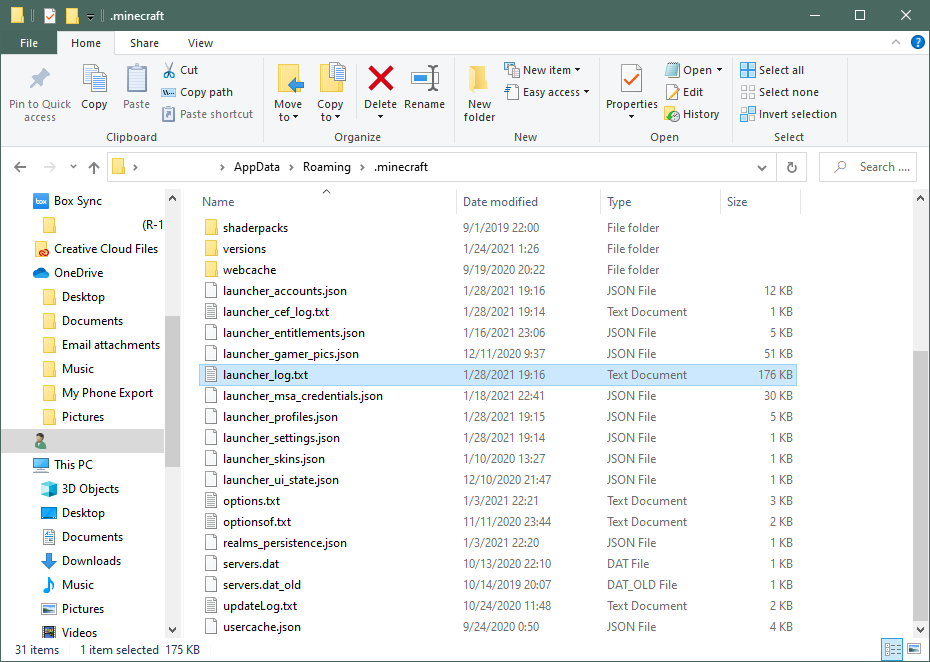 .minecraft
File Home Share View
Pin to Quick access
Copy
Paste
Cut
Copy path
Paste shortcut
Clipboard
Move to
Copy to
Delete
Rename
Organize
New folder
New item
Easy access
New
Properties
Open
Edit
History
Open
Select all
Select none
Invert selection
Select
AppData Roaming .minecraft
Search ....
Box Sync
(R-1
Creative Cloud Files
OneDrive
Desktop
Documents
Email attachments
Music
My Phone Export
Pictures
This PC
3D Objects
Desktop
Documents
Downloads
Music
Pictures
Videos
Name Date modified Type Size
shaderpacks 9/1/2019 22:00 File folder
versions 1/24/2021 1:26 File folder
webcache 9/19/2020 20:22 File folder
launcher_accounts.json 1/28/2021 19:16 JSON File 12 KB
launcher_cef_log.txt 1/28/2021 19:14 Text Document 1 KB
launcher_entitlements.json 1/16/2021 23:06 JSON File 5 KB
launcher_gamer_pics.json 12/11/2020 9:37 JSON File 51 KB
launcher_log.txt 1/28/2021 19:16 Text Document 176 KB
launcher_msa_credentials.json 1/18/2021 22:41 JSON File 30 KB
launcher_profiles.json 1/28/2021 19:15 JSON File 5 KB
launcher_settings.json 1/28/2021 19:14 JSON File 1 KB
launcher_skins.json 1/10/2020 13:27 JSON File 1 KB
launcher_ui_state.json 12/10/2020 21:47 JSON File 1 KB
options.txt 1/3/2021 22:21 Text Document 3 KB
optionsof.txt 11/11/2020 23:44 Text Document 2 KB
realms_persistence.json 1/3/2021 22:20 JSON File 1 KB
servers.dat 10/13/2020 22:10 DAT File 1 KB
servers.dat_old 10/14/2019 20:07 DAT_OLD File 1 KB
updateLog.txt 10/24/2020 11:48 Text Document 2 KB
usercache.json 9/24/2020 0:50 JSON File 4 KB
31 items 1 item selected 175 KB